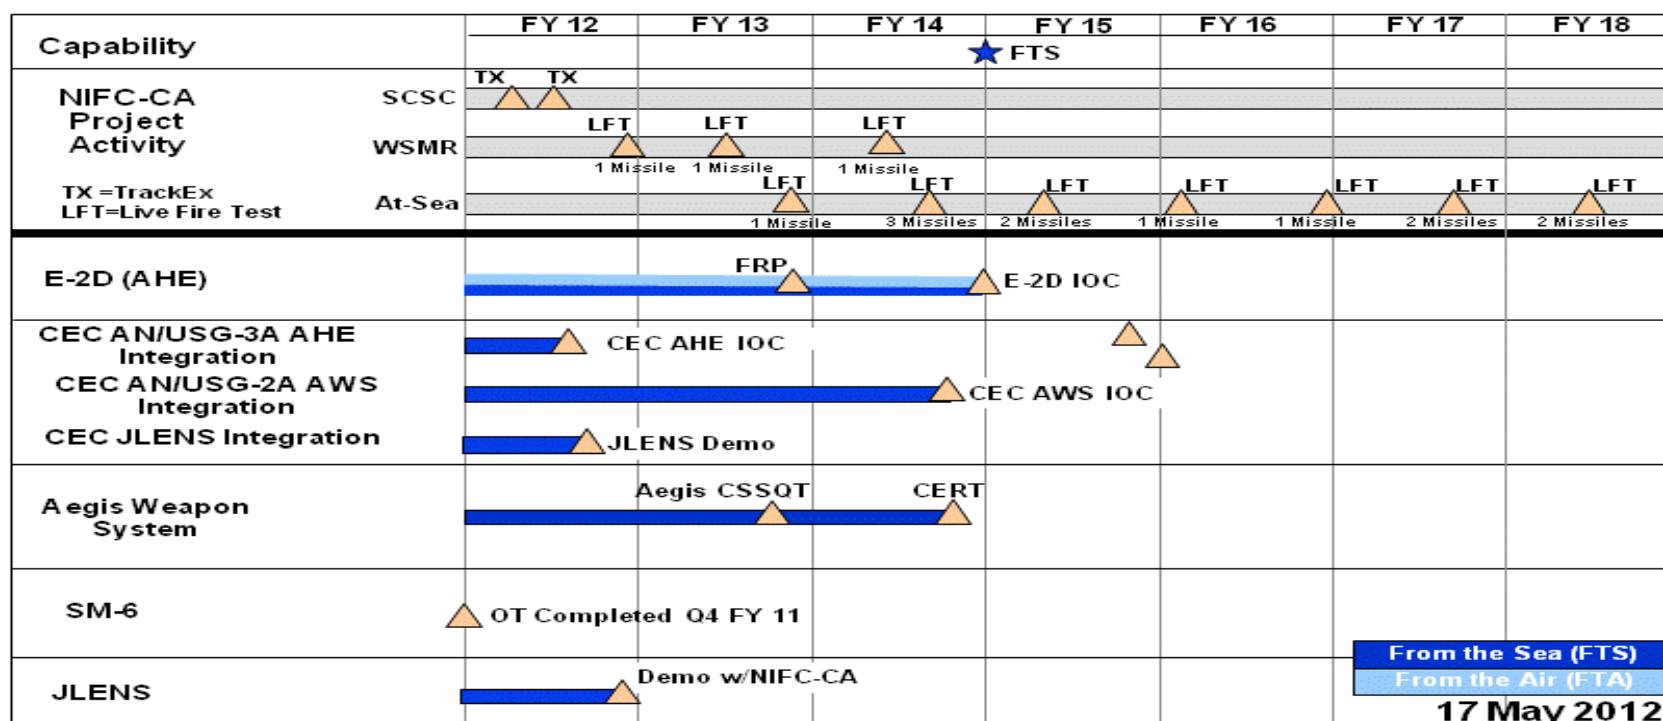 FY 12 FY 13 FY 14 FY 15 FY 16 FY 17 FY 18
Capability
FTS
TX TX
NIFC-CA
Project
Activity
SCSC
LFT LFT LFT
WSMR
1 Missile 1 Missile 1 Missile
TX =TrackEx
LFT=Live Fire Test
LFT LFT LFT LFT LFT LFT LFT
At-Sea
1 Missile 3 Missiles 2 Missiles 1 Missile 1 Missile 2 Missiles 2 Missiles
E-2D (AHE)
FRP
E-2D IOC
CEC AN/USG-3A AHE
Integration
CEC AHE IOC
CEC AN/USG-2A AWS
Integration
CEC AWS IOC
CEC JLENS Integration
JLENS Demo
Aegis Weapon
System
Aegis CSSQT
CERT
SM-6
OT Completed Q4 FY 11
JLENS
Demo w/NIFC-CA
From the Sea (FTS)
From the Air (FTA)
17 May 2012